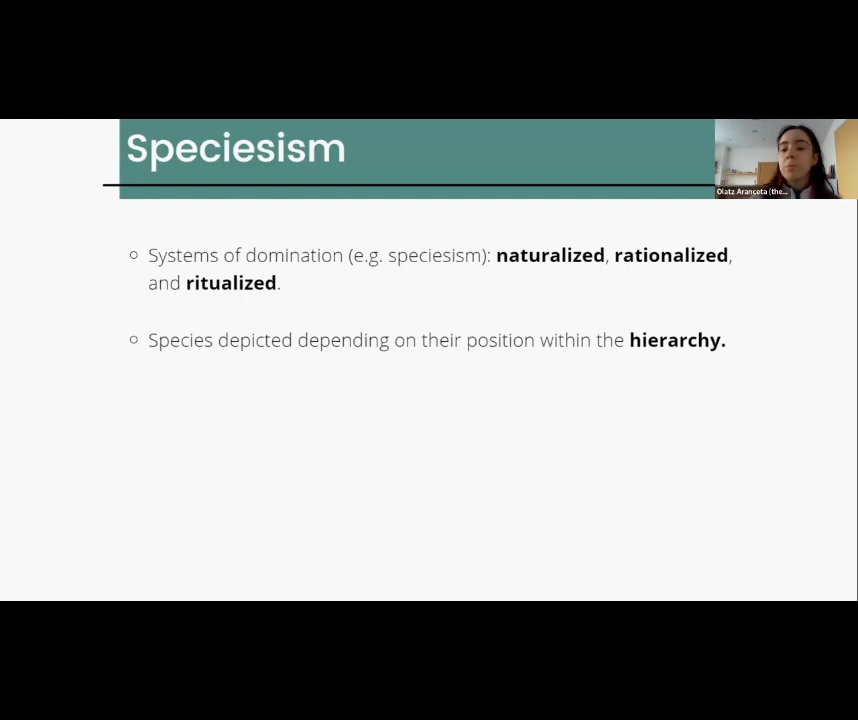 Speciesism
Olatz Aranceta (the...
Systems of domination (e.g. speciesism): naturalized, rationalized,
and ritualized.
Species depicted depending on their position within the hierarchy.